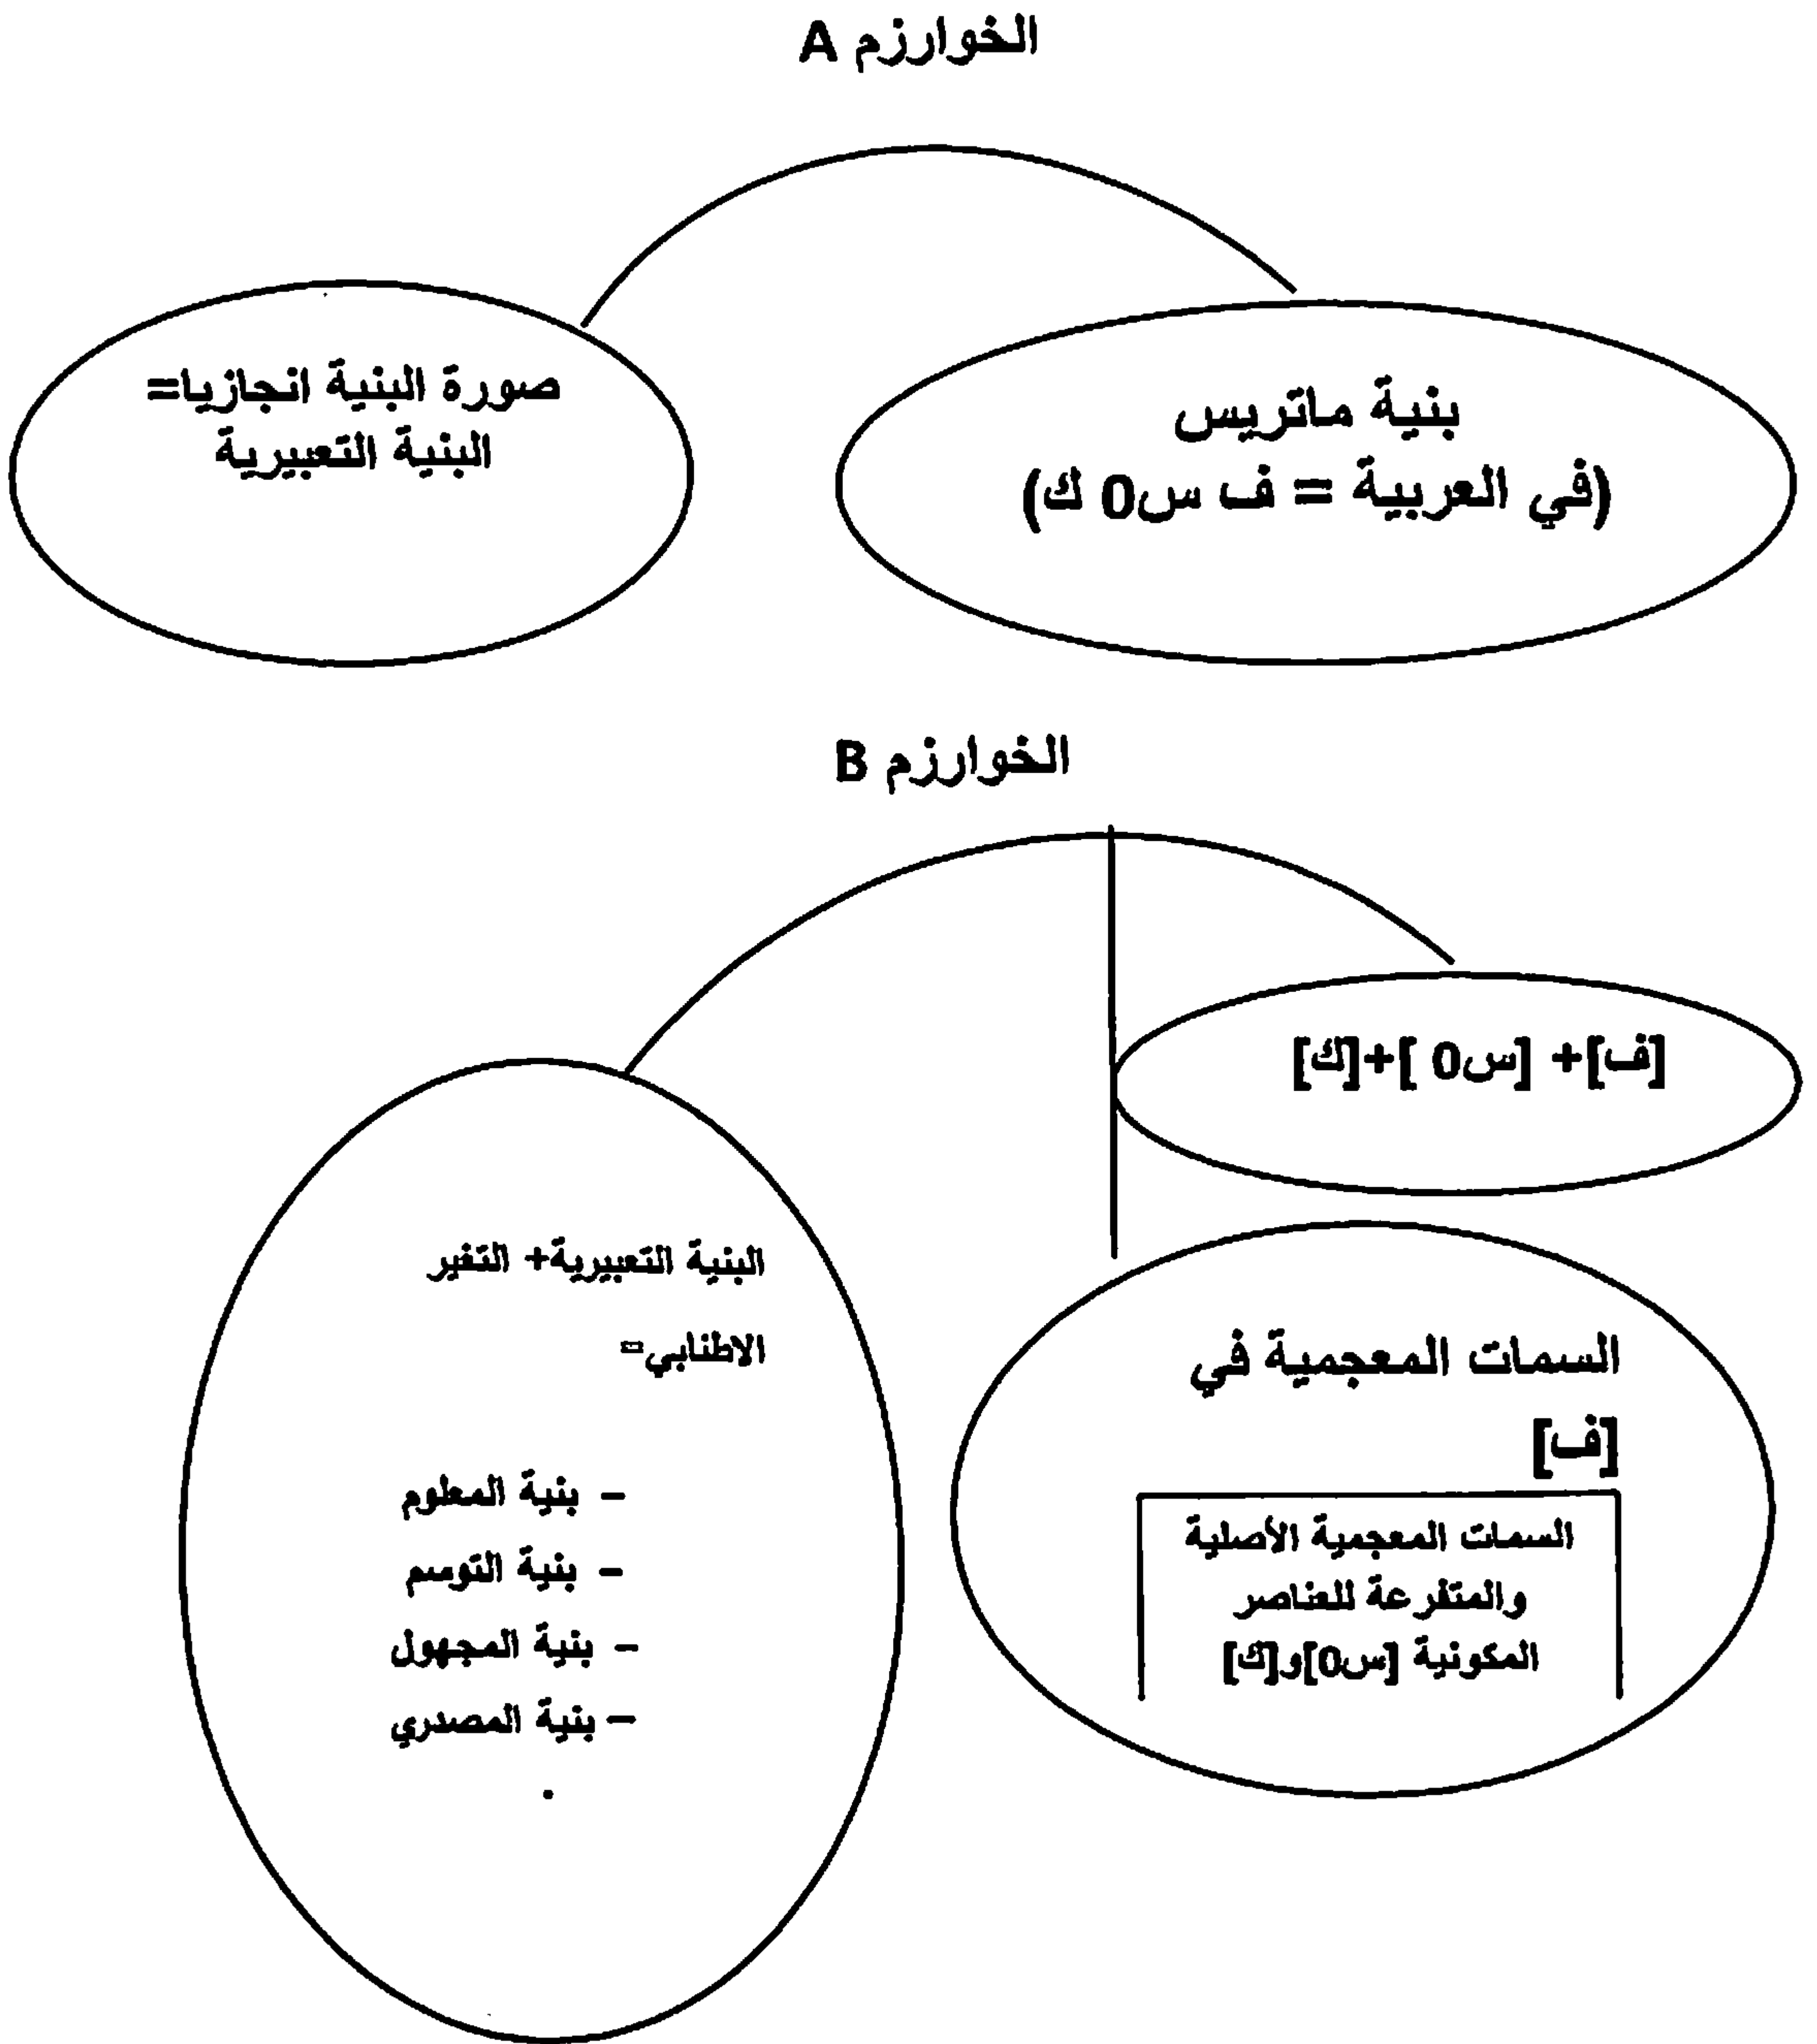 الخوارزم A
بنية ماتريس
(في العربية = ف س0 ك)
صورة البنية انجازيا=
البنية التعبيرية
الخوارزم B
[ف]+ [س0 ]+[ك]
السمات المعجمية في
[ف]
السمات المعجمية الأصلية
والمتفرعة للعناصر
المكونية [س0]و[ك]
البنية التعبيرية+ التغير
الاطنابي=
- بنية المعلوم
- بنية التوسم
- بنية المجهول
- بنية المصدري
.